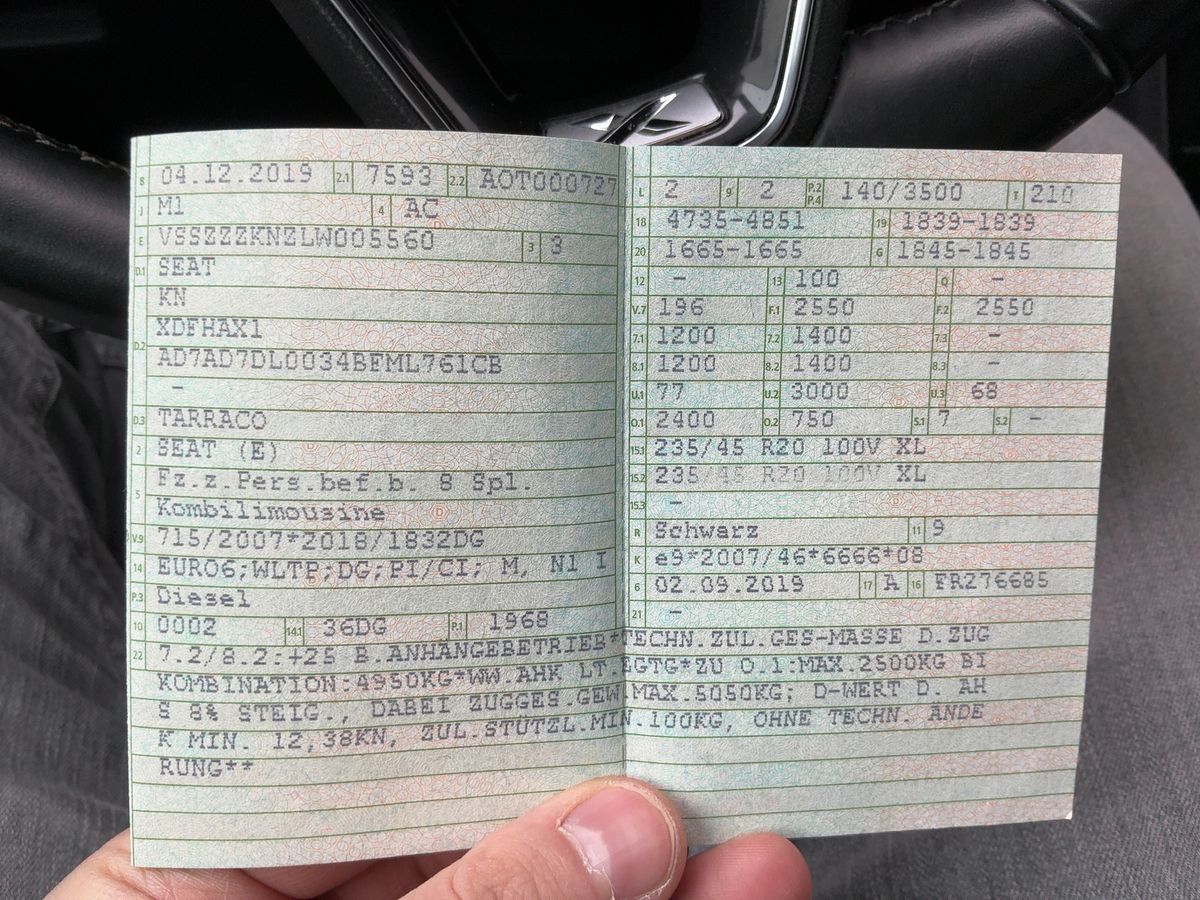 B 04.12.2019 2.1 7593 2.2 AOT000727
J M1 4 AC
E VSSZZZKNZLW005560 3 3
D.1 SEAT
KN
D.2 XDFHAX1
AD7AD7DL0034BFML761CB
-
D.3 TARRACO
2 SEAT (E)
5 Fz.z.Pers.bef.b. 8 Spl.
Kombilimousine
V.9 715/2007*2018/1832DG
14 EURO6;WLTP;DG;PI/CI; M, N1 I
P.3 Diesel
10 0002 14.1 36DG P.1 1968
L 2 9 2 P.2 P.4 140/3500 T 210
18 4735-4851 19 1839-1839
20 1665-1665 G 1845-1845
12 - 13 100 Q -
V.7 196 F.1 2550 F.2 2550
7.1 1200 7.2 1400 7.3 -
8.1 1200 8.2 1400 8.3 -
U.1 77 U.2 3000 U.3 68
O.1 2400 O.2 750 S.1 7 S.2 -
15.1 235/45 R20 100V XL
15.2 235/45 R20 100V XL
15.3 -
R Schwarz 11 9
K e9*2007/46*6666*08
6 02.09.2019 17 A 16 FR276685
21 -
22 7.2/8.2:+25 B.ANHÄNGEBETRIEB*TECHN.ZUL.GES-MASSE D.ZUG
KOMBINATION:4950KG*WW.AHK LT.EGTG*ZU O.1:MAX.2500KG BI
S 8% STEIG., DABEI ZUGGES.GEW.MAX.5050KG; D-WERT D. AH
K MIN. 12,38KN, ZUL.STÜTZL.MIN.100KG, OHNE TECHN. ÄNDE
RUNG**